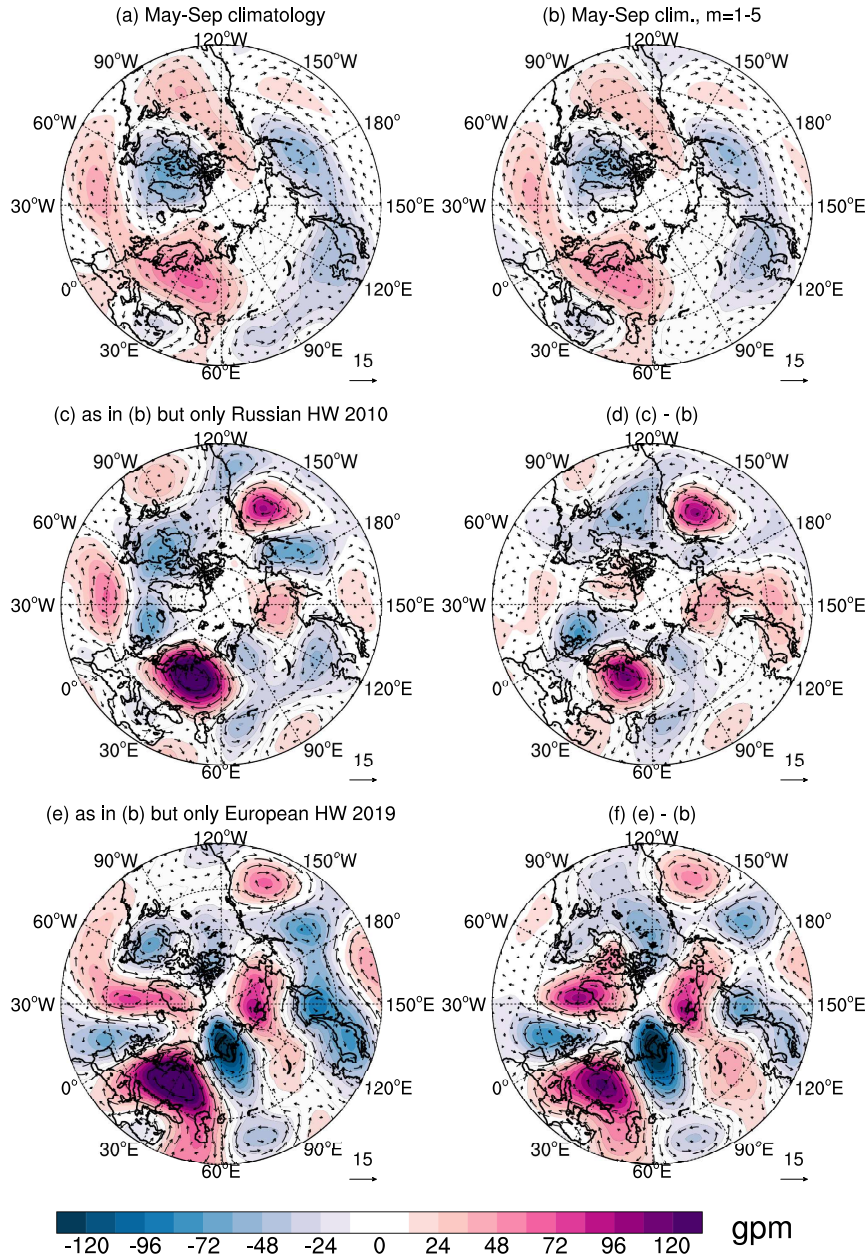 (a) May-Sep climatology
(b) May-Sep clim., m=1-5
120°W
90°W
150°W
60°W
180°
30°W
150°E
0°
120°E
30°E
90°E
60°E
15
120°W
90°W
150°W
60°W
180°
30°W
150°E
0°
120°E
30°E
90°E
60°E
15
(c) as in (b) but only Russian HW 2010
(d) (c) - (b)
120°W
90°W
150°W
60°W
180°
30°W
150°E
0°
120°E
30°E
90°E
60°E
15
120°W
90°W
150°W
60°W
180°
30°W
150°E
0°
120°E
30°E
90°E
60°E
15
(e) as in (b) but only European HW 2019
(f) (e) - (b)
120°W
90°W
150°W
60°W
180°
30°W
150°E
0°
120°E
30°E
90°E
60°E
15
120°W
90°W
150°W
60°W
180°
30°W
150°E
0°
120°E
30°E
90°E
60°E
15
-120 -96 -72 -48 -24 0 24 48 72 96 120 gpm